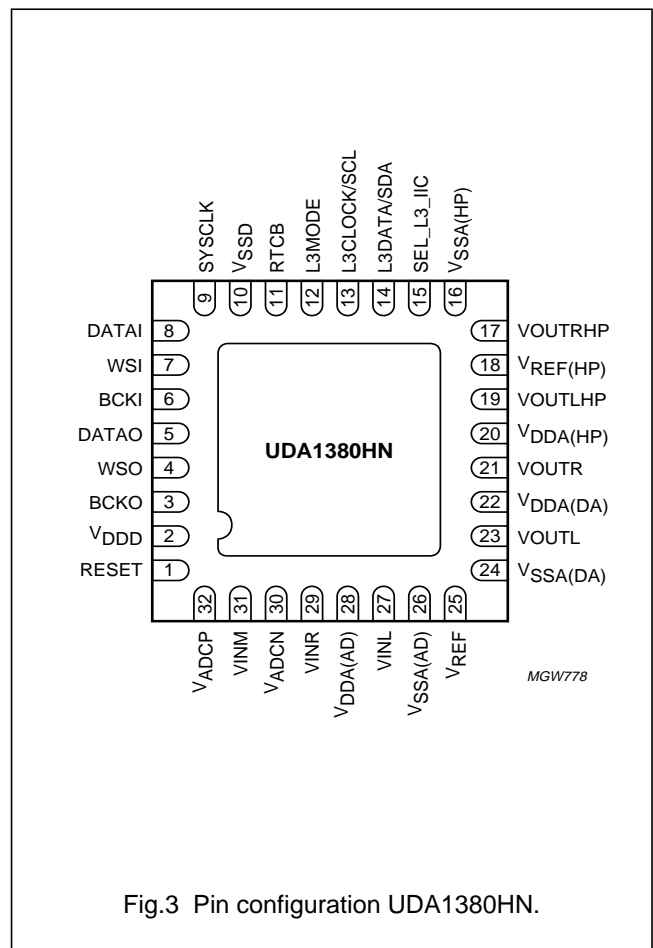 SYSCLK
VSSD
RTCB
L3MODE
L3CLOCK/SCL
L3DATA/SDA
SEL_L3_IIC
VSSA(HP)
9
10
11
12
13
14
15
16
DATAI 8
WSI 7
BCKI 6
DATAO 5
WSO 4
BCKO 3
VDDD 2
RESET 1
UDA1380HN
17 VOUTRHP
18 VREF(HP)
19 VOUTLHP
20 VDDA(HP)
21 VOUTR
22 VDDA(DA)
23 VOUTL
24 VSSA(DA)
32
31
30
29
28
27
26
25
VADCP
VINM
VADCN
VINR
VDDA(AD)
VINL
VSSA(AD)
VREF
MGW778
Fig.3 Pin configuration UDA1380HN.